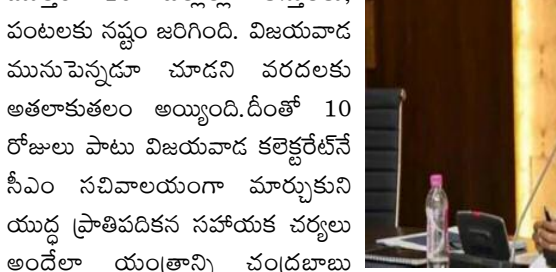 పంటలకు నష్టం జరిగింది. విజయవాడ
మునుపెన్నడూ చూడని వరదలకు
అతలాకుతలం అయ్యింది.దీంతో 10
రోజులు పాటు విజయవాడ కలెక్టరేట్‌నే
సీఎం సచివాలయంగా మార్చుకుని
యుద్ధ ప్రాతిపదికన సహాయక చర్యలు
అందేలా యంత్రాన్ని చంద్రబాబు